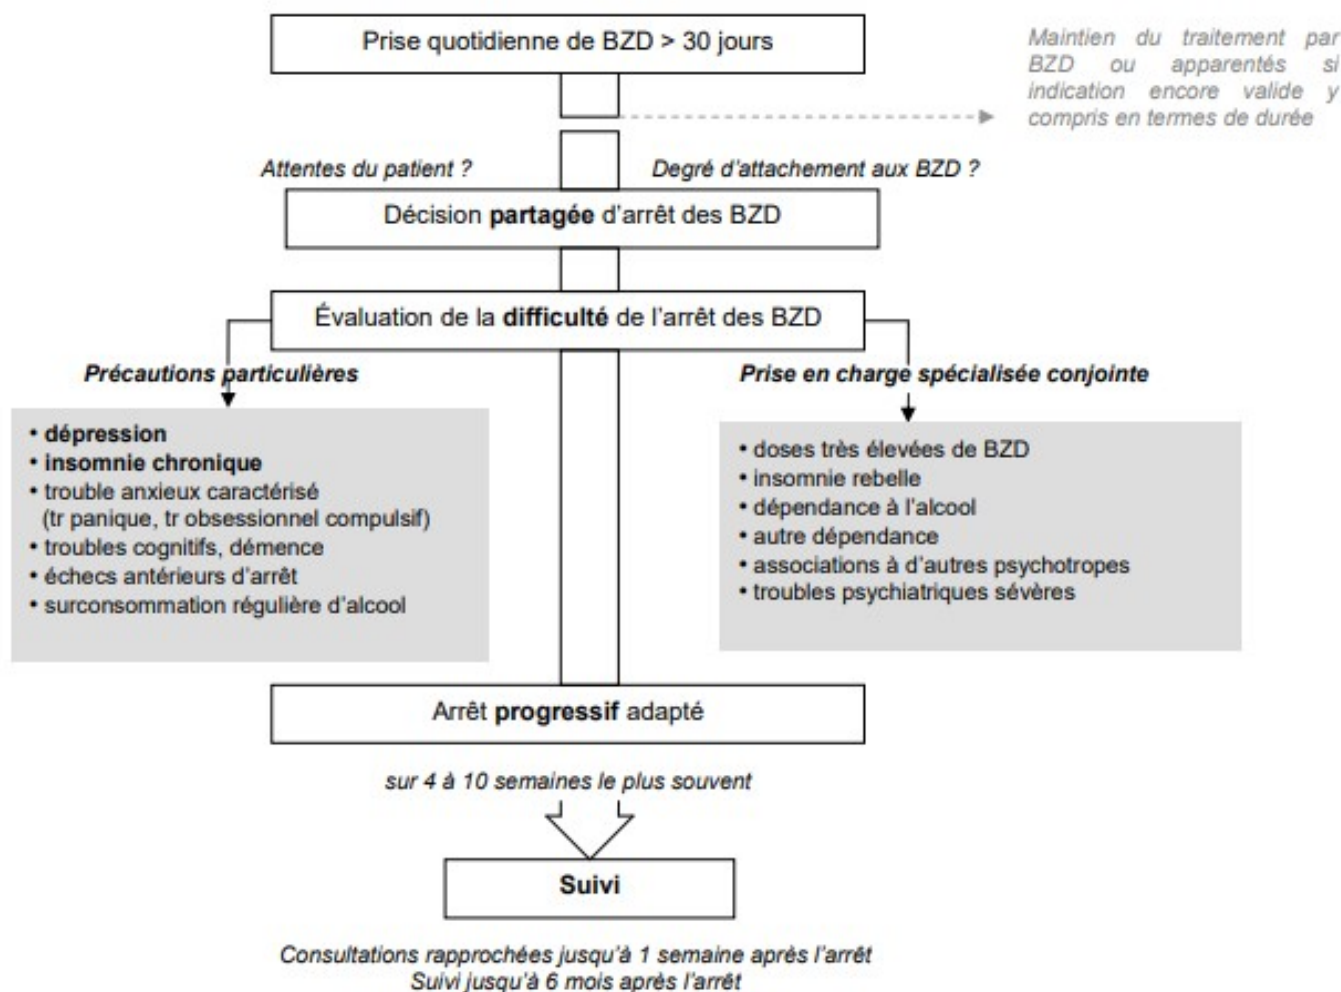 Prise quotidienne de BZD > 30 jours
Maintien du traitement par
BZD ou apparentés si
indication encore valide y
compris en termes de durée
Attentes du patient ?
Degré d'attachement aux BZD ?
Décision partagée d'arrêt des BZD
Évaluation de la difficulté de l'arrêt des BZD
Précautions particulières
• dépression
• insomnie chronique
• trouble anxieux caractérisé
(tr panique, tr obsessionnel compulsif)
• troubles cognitifs, démence
• échecs antérieurs d'arrêt
• surconsommation régulière d'alcool
Prise en charge spécialisée conjointe
• doses très élevées de BZD
• insomnie rebelle
• dépendance à l'alcool
• autre dépendance
• associations à d'autres psychotropes
• troubles psychiatriques sévères
Arrêt progressif adapté
sur 4 à 10 semaines le plus souvent
Suivi
Consultations rapprochées jusqu'à 1 semaine après l'arrêt
Suivi jusqu'à 6 mois après l'arrêt